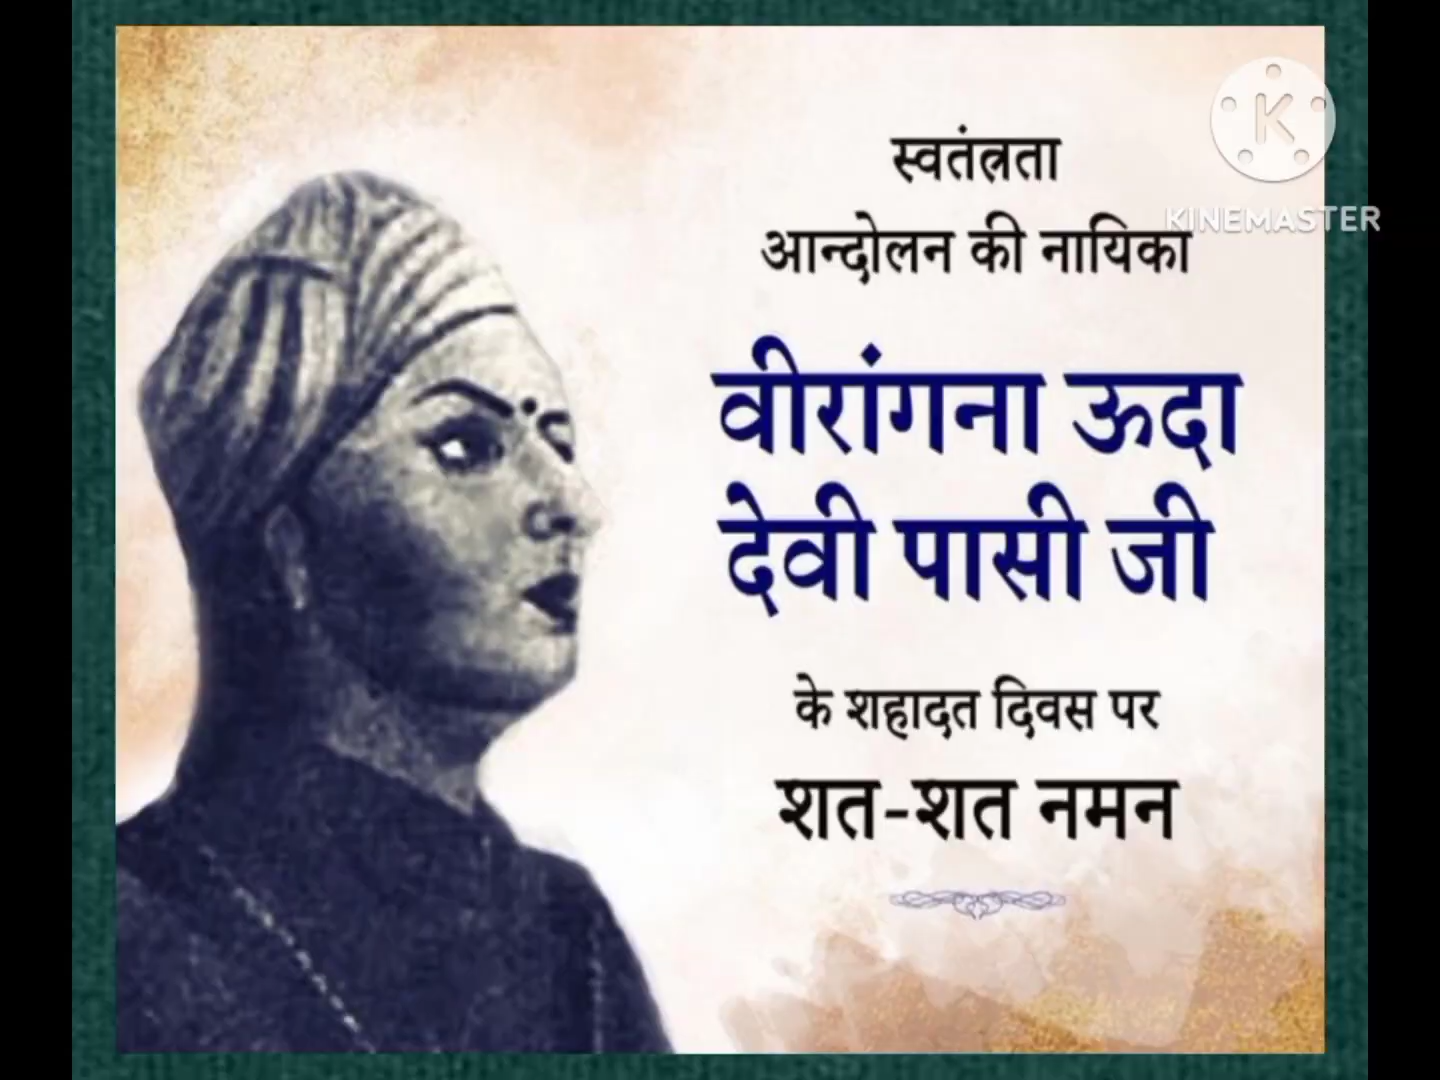 स्वतंत्रता
आन्दोलन की नायिका
वीरांगना ऊदा
देवी पासी जी
के शहादत दिवस पर
शत-शत नमन
K
KINEMASTER